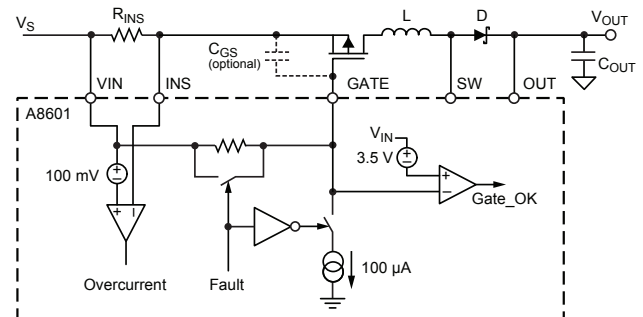 V_S
R_INS
C_GS
(optional)
L
D
V_OUT
C_OUT
VIN
INS
GATE
SW
OUT
A8601
100 mV
+
–
+
–
V_IN
3.5 V
+
–
+
–
Gate_OK
100 µA
Overcurrent
Fault